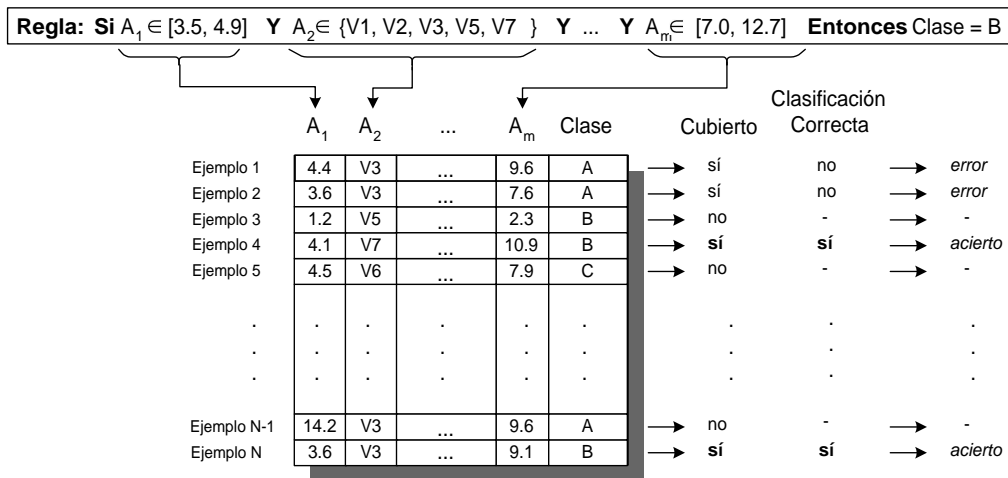 Regla: Si A1 ∈ [3.5, 4.9] Y A2 ∈ {V1, V2, V3, V5, V7 } Y ... Y Am ∈ [7.0, 12.7] Entonces Clase = B
Clasificación
A1 A2 ... Am Clase Cubierto Correcta
Ejemplo 1 4.4 V3 ... 9.6 A sí no error
Ejemplo 2 3.6 V3 ... 7.6 A sí no error
Ejemplo 3 1.2 V5 ... 2.3 B no - -
Ejemplo 4 4.1 V7 ... 10.9 B sí sí acierto
Ejemplo 5 4.5 V6 ... 7.9 C no - -
. . . . . . . . .
. . . . . . . . .
. . . . . . . . .
Ejemplo N-1 14.2 V3 ... 9.6 A no - -
Ejemplo N 3.6 V3 ... 9.1 B sí sí acierto